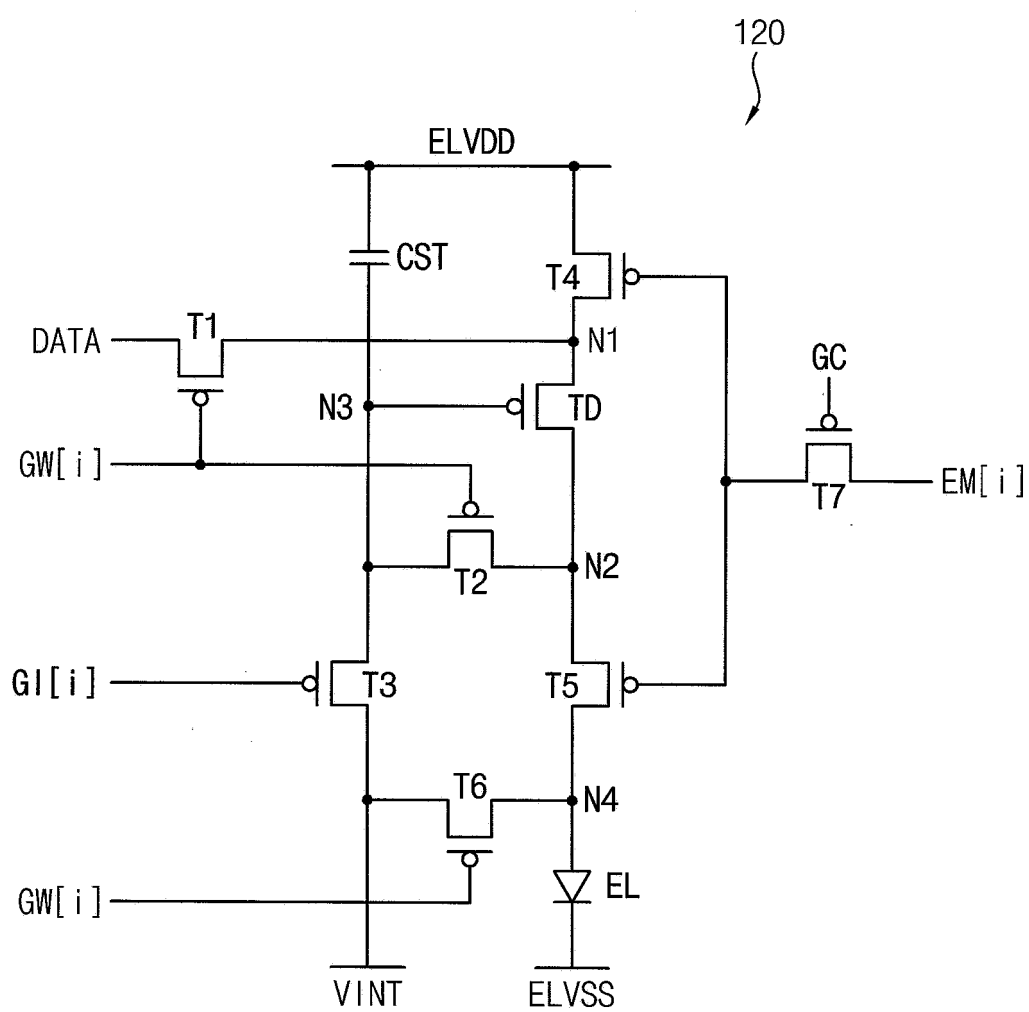 120
ELVDD
CST
T4
T1
DATA
N1
GC
N3
TD
GW[i]
T7
EM[i]
T2
N2
GI[i]
T3
T5
T6
N4
EL
GW[i]
VINT
ELVSS